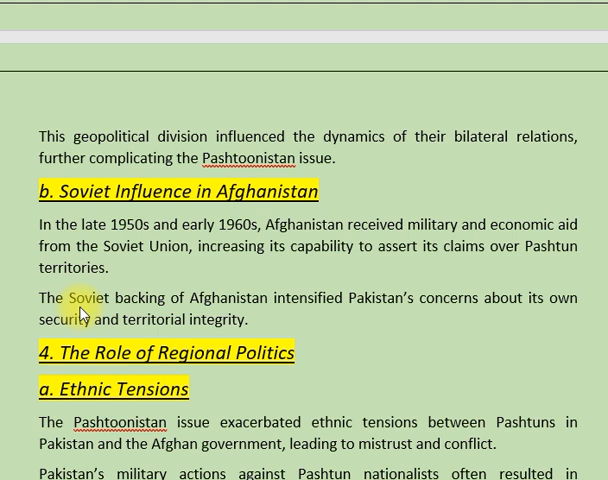 This geopolitical division influenced the dynamics of their bilateral relations,
further complicating the Pashtoonistan issue.
b. Soviet Influence in Afghanistan
In the late 1950s and early 1960s, Afghanistan received military and economic aid
from the Soviet Union, increasing its capability to assert its claims over Pashtun
territories.
The Soviet backing of Afghanistan intensified Pakistan’s concerns about its own
security and territorial integrity.
4. The Role of Regional Politics
a. Ethnic Tensions
The Pashtoonistan issue exacerbated ethnic tensions between Pashtuns in
Pakistan and the Afghan government, leading to mistrust and conflict.
Pakistan’s military actions against Pashtun nationalists often resulted in